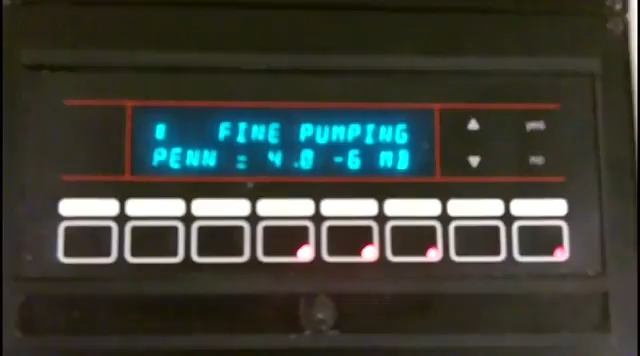 FINE PUMPING
PENN = 4.0 -6 MB
yes
no